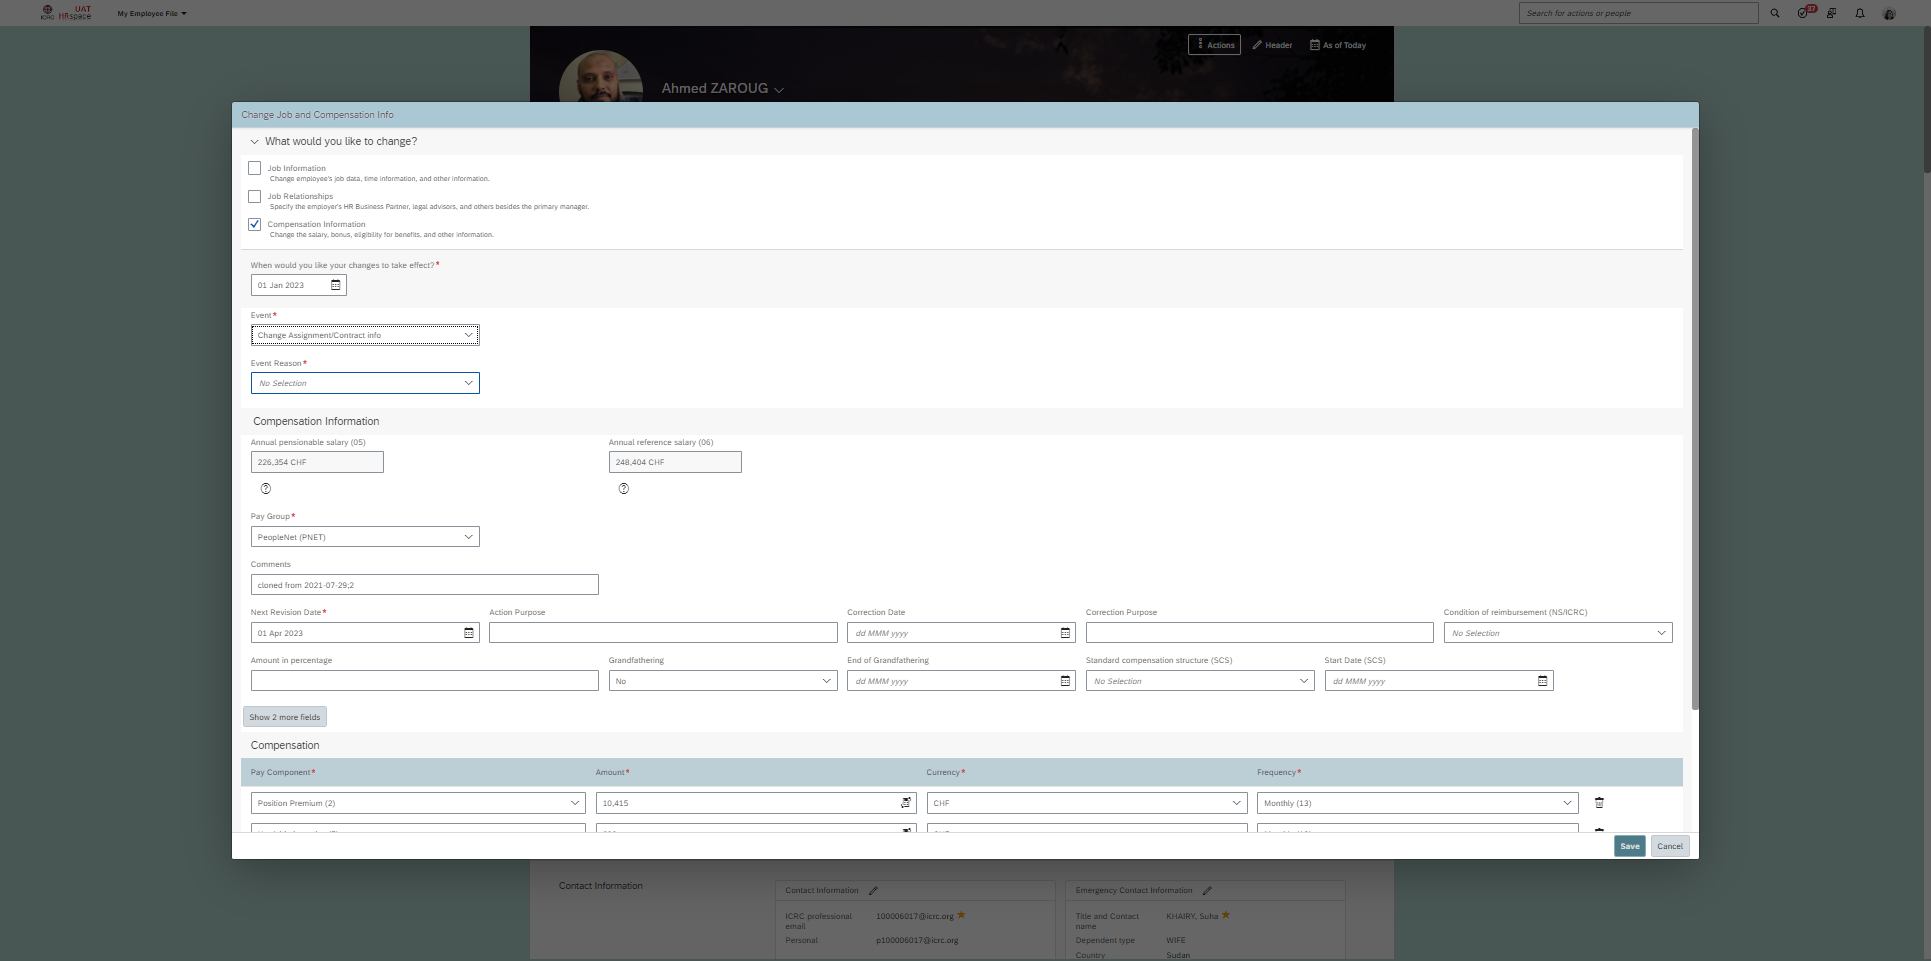 ICRC UAT HRspace
My Employee File
Search for actions or people
37
Actions
Header
As of Today
Ahmed ZAROUG
Change Job and Compensation Info
What would you like to change?
Job Information
Change employee's job data, time information, and other information.
Job Relationships
Specify the employer's HR Business Partner, legal advisors, and others besides the primary manager.
Compensation Information
Change the salary, bonus, eligibility for benefits, and other information.
When would you like your changes to take effect?*
01 Jan 2023
Event*
Change Assignment/Contract info
Event Reason*
No Selection
Compensation Information
Annual pensionable salary (05) Annual reference salary (06)
226,354 CHF 248,404 CHF
Pay Group*
PeopleNet (PNET)
Comments
cloned from 2021-07-29;2
Next Revision Date* Action Purpose Correction Date Correction Purpose Condition of reimbursement (NS/ICRC)
01 Apr 2023 dd MMM yyyy No Selection
Amount in percentage Grandfathering End of Grandfathering Standard compensation structure (SCS) Start Date (SCS)
No dd MMM yyyy No Selection dd MMM yyyy
Show 2 more fields
Compensation
Pay Component* Amount* Currency* Frequency*
Position Premium (2) 10,415 CHF Monthly (13)
Save Cancel
Contact Information Contact Information Emergency Contact Information
ICRC professional email 100006017@icrc.org Title and Contact name KHAIRY, Suha
Personal p100006017@icrc.org Dependent type WIFE
Country Sudan